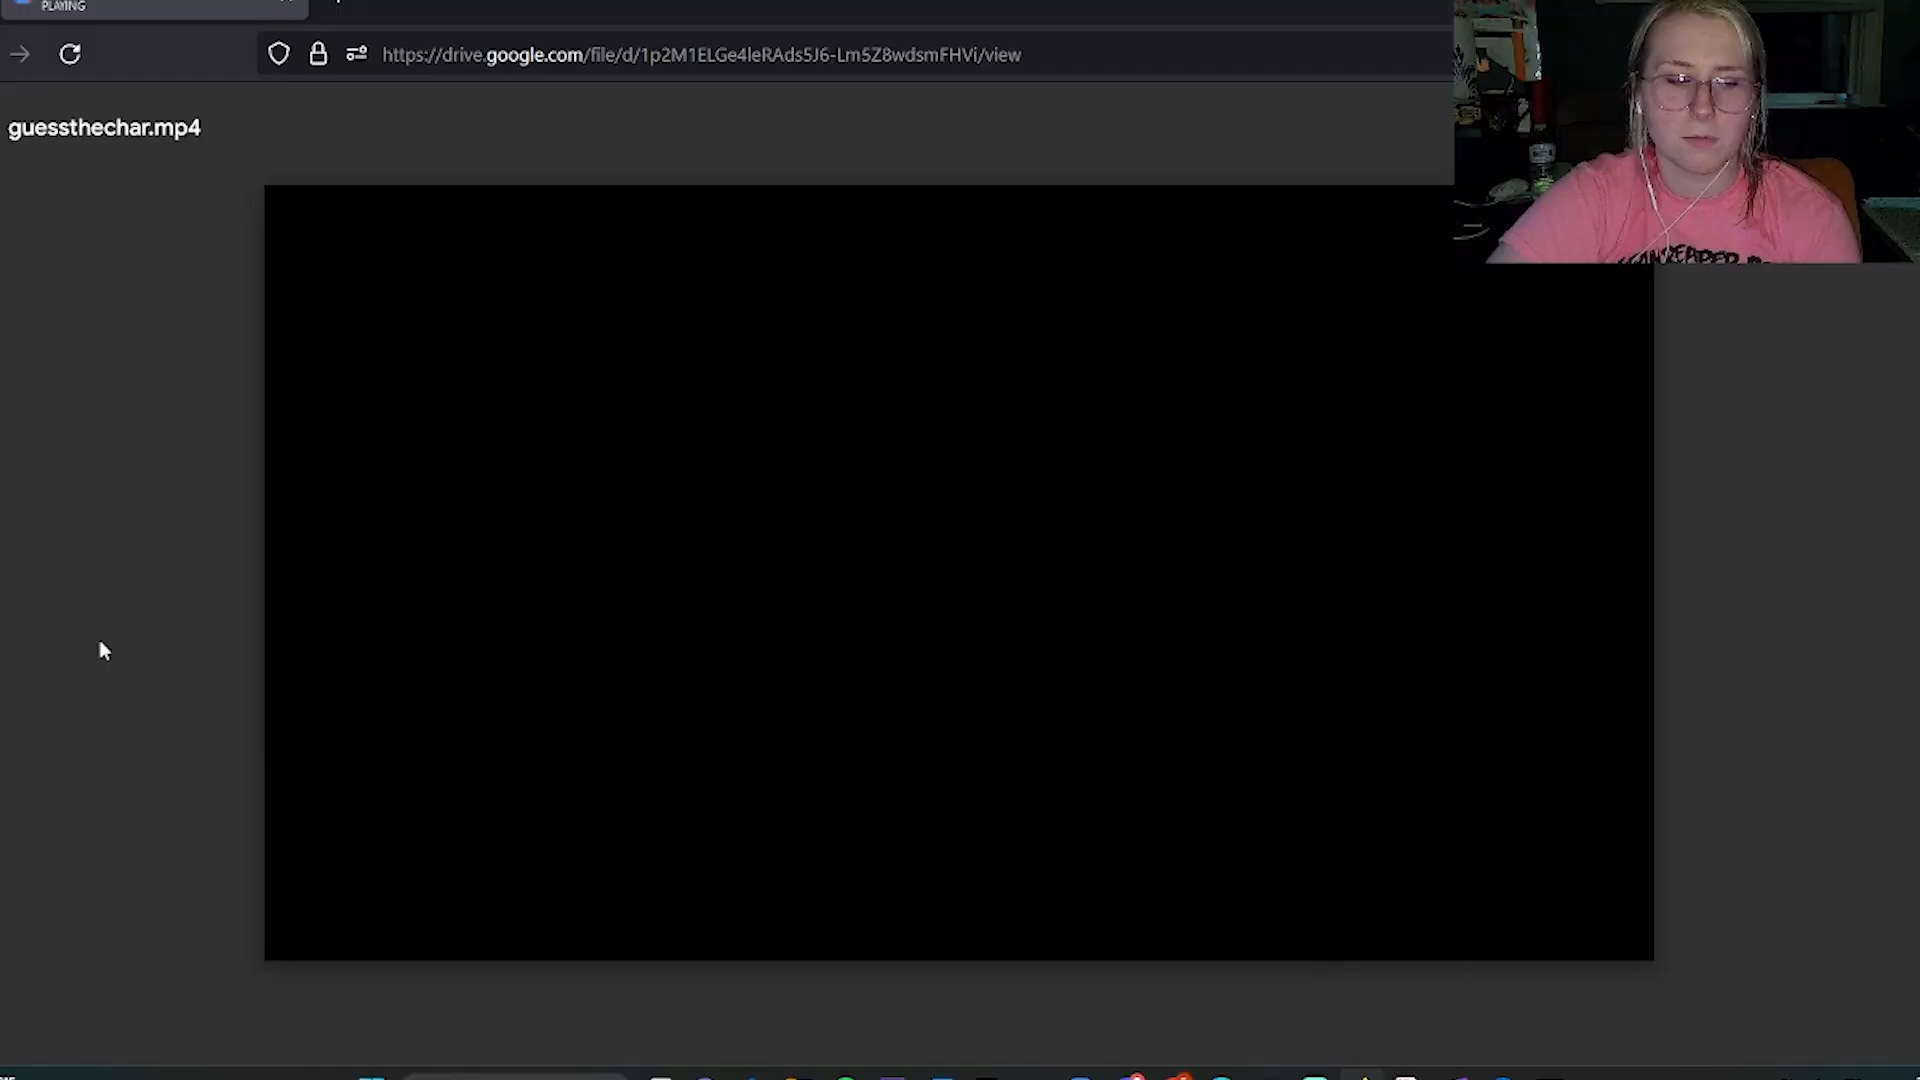 PLAYING
https://drive.google.com/file/d/1p2M1ELGe4leRAds5J6-Lm5Z8wdsmFHVi/view
guessthechar.mp4